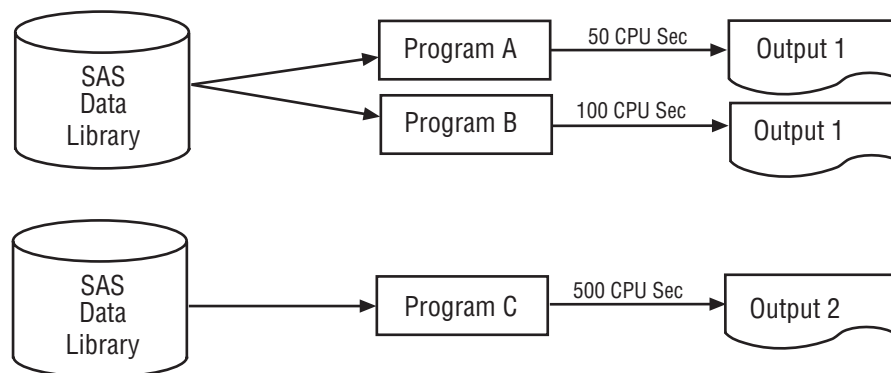 SAS
Data
Library
Program A
50 CPU Sec
Output 1
Program B
100 CPU Sec
Output 1
SAS
Data
Library
Program C
500 CPU Sec
Output 2